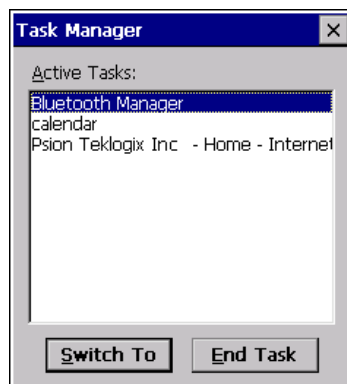 Task Manager
Active Tasks:
Bluetooth Manager
calendar
Psion Teklogix Inc - Home - Internet
Switch To
End Task